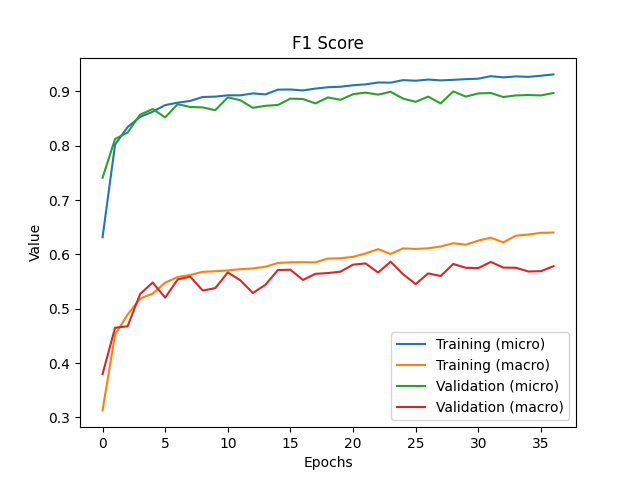 F1 Score
Value
0.9
0.8
0.7
0.6
0.5
0.4
0.3
0 5 10 15 20 25 30 35
Epochs
Training (micro)
Training (macro)
Validation (micro)
Validation (macro)